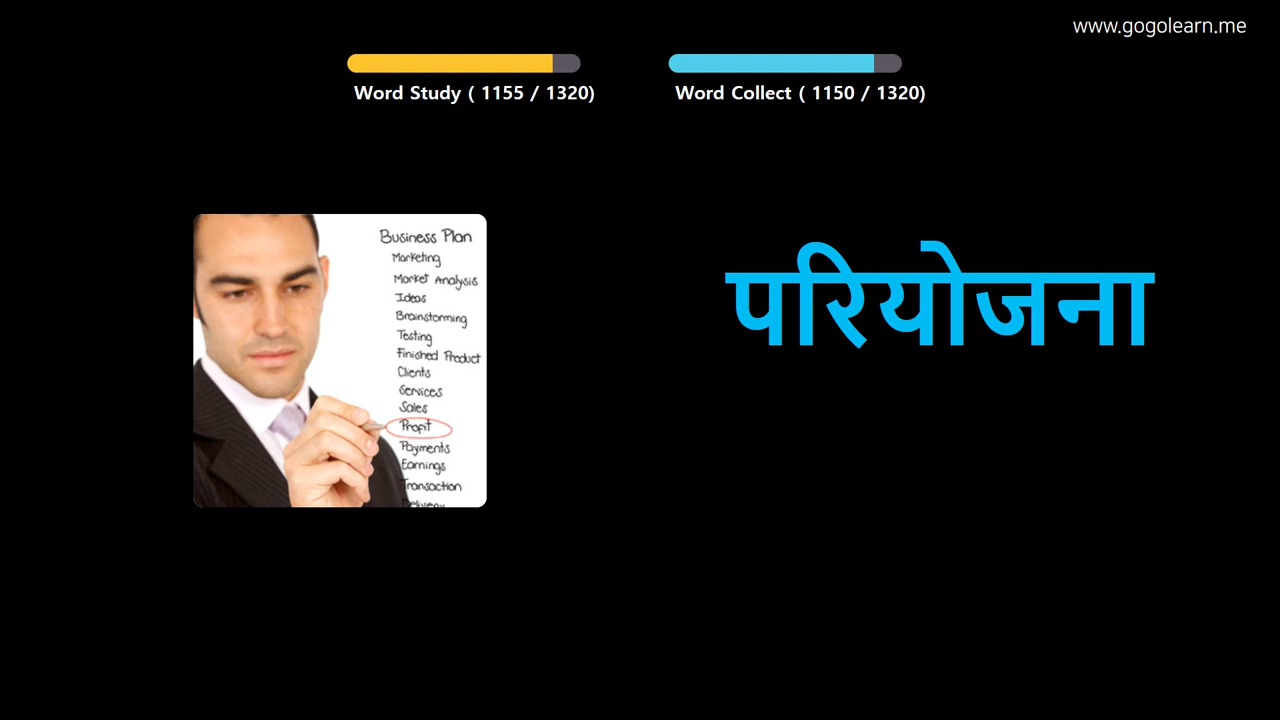 www.gogolearn.me
Word Study ( 1155 / 1320)
Word Collect ( 1150 / 1320)
Business Plan
Marketing
Market Analysis
Ideas
Brainstorming
Testing
Finished Product
Clients
Services
Sales
Profit
Payments
Earnings
Transaction
Delivery
परियोजना